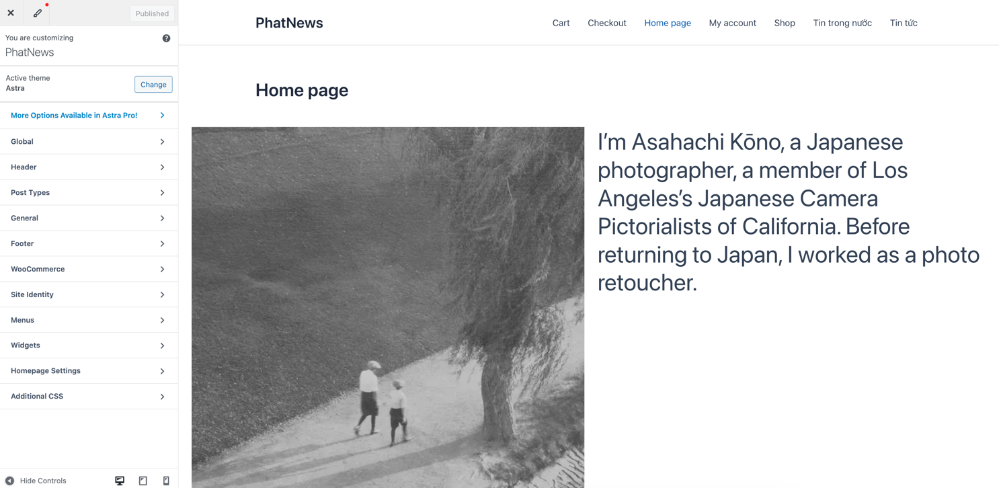 Published
You are customizing
PhatNews
Active theme
Astra
Change
More Options Available in Astra Pro!
Global
Header
Post Types
General
Footer
WooCommerce
Site Identity
Menus
Widgets
Homepage Settings
Additional CSS
Hide Controls
PhatNews
Cart Checkout Home page My account Shop Tin trong nước Tin tức
Home page
I’m Asahachi Kōno, a Japanese
photographer, a member of Los
Angeles’s Japanese Camera
Pictorialists of California. Before
returning to Japan, I worked as a photo
retoucher.